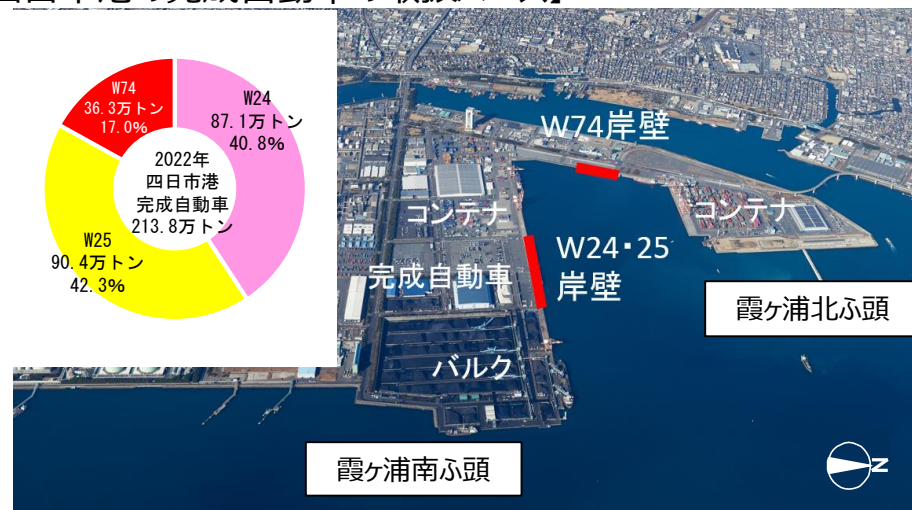 W74
36.3万トン
17.0%
W24
87.1万トン
40.8%
2022年
四日市港
完成自動車
213.8万トン
W25
90.4万トン
42.3%
W74岸壁
コンテナ
コンテナ
W24・25
岸壁
完成自動車
霞ヶ浦北ふ頭
バルク
霞ヶ浦南ふ頭
N